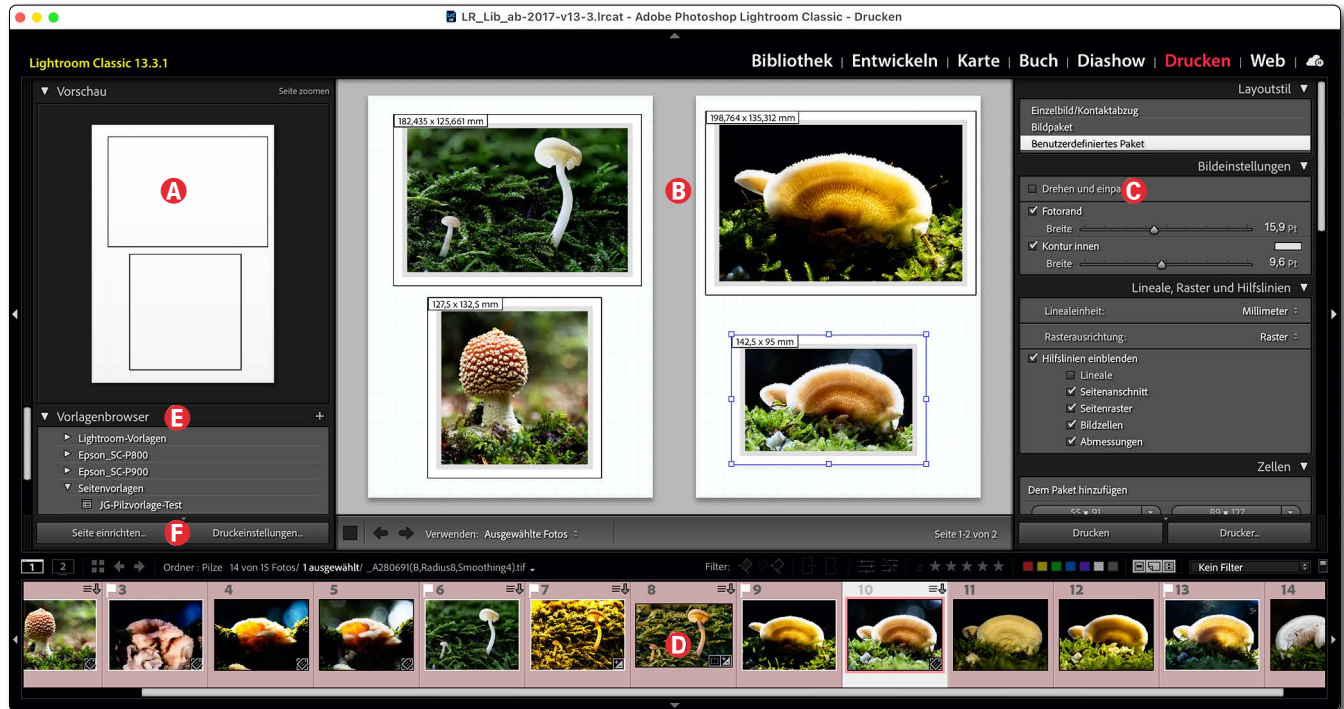 LR_Lib_ab-2017-v13-3.lrcat - Adobe Photoshop Lightroom Classic - Drucken
Lightroom Classic 13.3.1
Bibliothek | Entwickeln | Karte | Buch | Diashow | Drucken | Web |
Vorschau
Seite zoomen
A
Vorlagenbrowser E +
Lightroom-Vorlagen
Epson_SC-P800
Epson_SC-P900
Seitenvorlagen
JG-Pilzvorlage-Test
Seite einrichten... F Druckeinstellungen...
182,435 x 125,661 mm
198,764 x 135,312 mm
B
127,5 x 132,5 mm
142,5 x 95 mm
Verwenden: Ausgewählte Fotos
Seite 1-2 von 2
Layoutstil
Einzelbild/Kontaktabzug
Bildpaket
Benutzerdefiniertes Paket
Bildeinstellungen
Drehen und einpa C
Fotorand
Breite 15,9 Pt
Kontur innen
Breite 9,6 Pt
Lineale, Raster und Hilfslinien
Linealeinheit: Millimeter
Rasterausrichtung: Raster
Hilfslinien einblenden
Lineale
Seitenanschnitt
Seitenraster
Bildzellen
Abmessungen
Zellen
Dem Paket hinzufügen
55 x 91 89 x 127
Drucken Drucker...
1 2 Ordner : Pilze 14 von 15 Fotos/ 1 ausgewählt/ _A280691(B,Radius8,Smoothing4).tif
Filter: Kein Filter
3 4 5 6 7 8 9 10 11 12 13 14
D